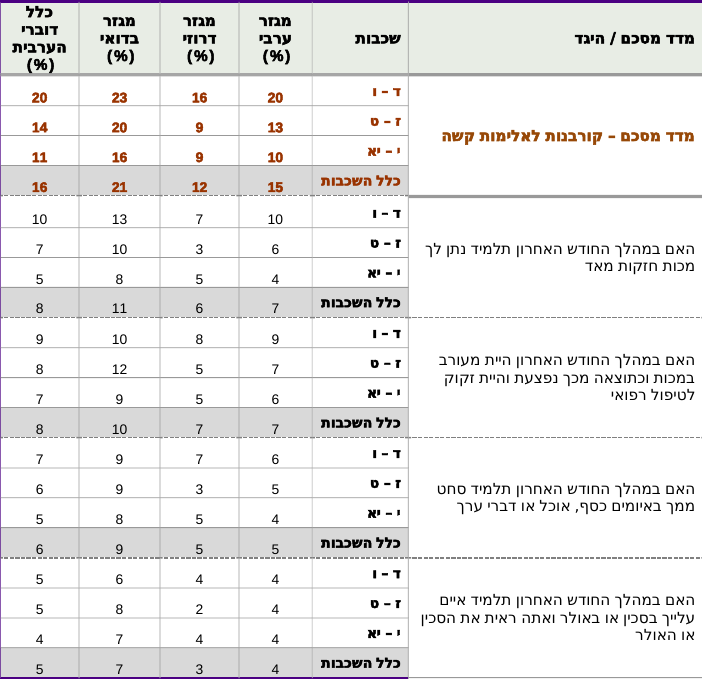 מדד מסכם / היגד שכבות מגזר ערבי (%) מגזר דרוזי (%) מגזר בדואי (%) כלל דוברי הערבית (%)
מדד מסכם – קורבנות לאלימות קשה
ד – ו 20 16 23 20
ז – ט 13 9 20 14
י – יא 10 9 16 11
כלל השכבות 15 12 21 16
האם במהלך החודש האחרון תלמיד נתן לך
מכות חזקות מאד
ד – ו 10 7 13 10
ז – ט 6 3 10 7
י – יא 4 5 8 5
כלל השכבות 7 6 11 8
האם במהלך החודש האחרון היית מעורב
במכות וכתוצאה מכך נפצעת והיית זקוק
לטיפול רפואי
ד – ו 9 8 10 9
ז – ט 7 5 12 8
י – יא 6 5 9 7
כלל השכבות 7 7 10 8
האם במהלך החודש האחרון תלמיד סחט
ממך באיומים כסף, אוכל או דברי ערך
ד – ו 6 7 9 7
ז – ט 5 3 9 6
י – יא 4 5 8 5
כלל השכבות 5 5 9 6
האם במהלך החודש האחרון תלמיד איים
עלייך בסכין או באולר ואתה ראית את הסכין
או האולר
ד – ו 4 4 6 5
ז – ט 4 2 8 5
י – יא 4 4 7 4
כלל השכבות 4 3 7 5